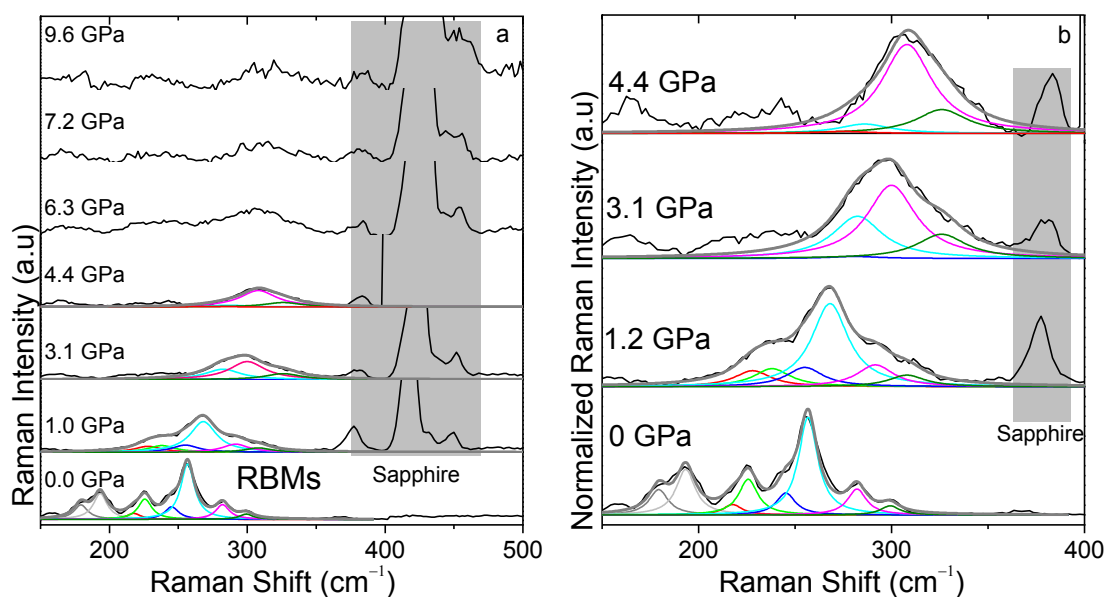 a
9.6 GPa
7.2 GPa
6.3 GPa
4.4 GPa
3.1 GPa
1.0 GPa
0.0 GPa
RBMs
Sapphire
200 300 400 500
Raman Shift (cm⁻¹)
Raman Intensity (a.u)
b
4.4 GPa
3.1 GPa
1.2 GPa
0 GPa
Sapphire
200 300 400
Raman Shift (cm⁻¹)
Normalized Raman Intensity (a.u)